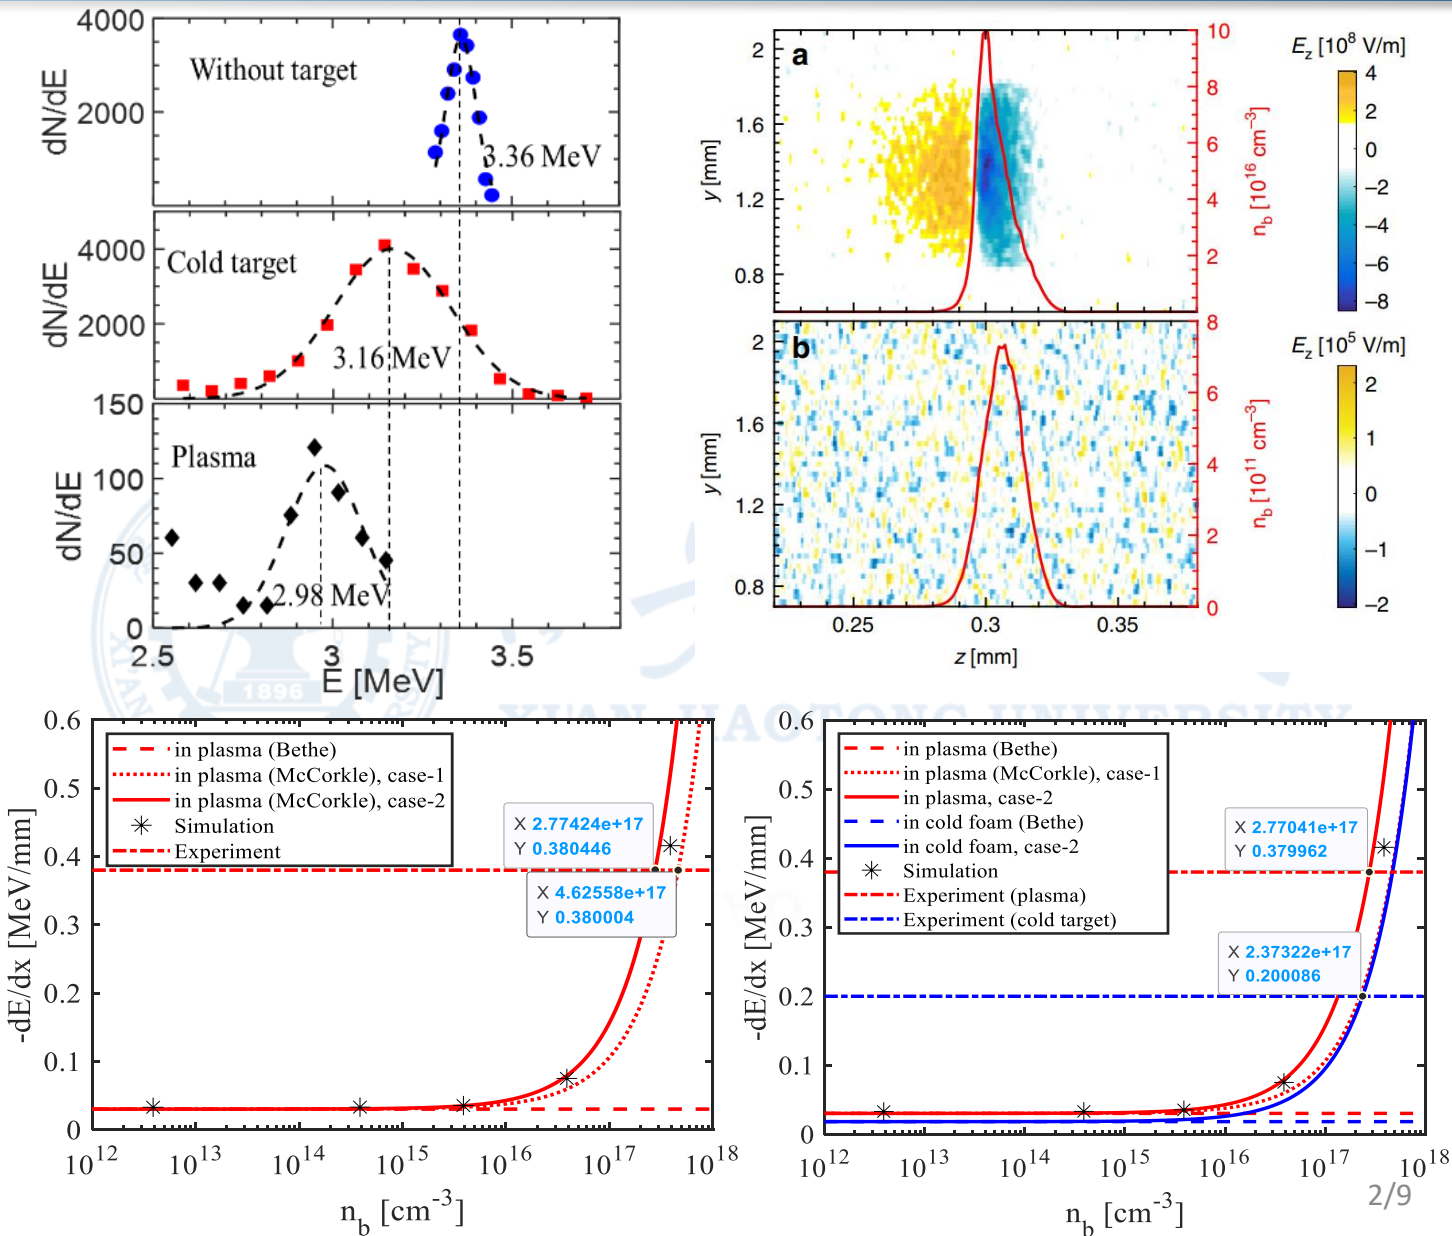 4000
2000
dN/dE
Without target
3.36 MeV
4000
2000
dN/dE
Cold target
3.16 MeV
150
100
50
0
dN/dE
Plasma
2.98 MeV
2.5
3
3.5
E [MeV]
1896
a
2
1.6
1.2
0.8
y [mm]
10
8
6
4
2
n_b [10^16 cm^-3]
E_z [10^8 V/m]
4
2
0
−2
−4
−6
−8
b
2
1.6
1.2
0.8
y [mm]
8
6
4
2
0
n_b [10^11 cm^-3]
E_z [10^5 V/m]
2
1
0
−1
−2
0.25
0.3
0.35
z [mm]
XI'AN JIAOTONG UNIVERSITY
0.6
0.5
0.4
0.3
0.2
0.1
0
-dE/dx [MeV/mm]
in plasma (Bethe)
in plasma (McCorkle), case-1
in plasma (McCorkle), case-2
Simulation
Experiment
X 2.77424e+17
Y 0.380446
X 4.62558e+17
Y 0.380004
10^12
10^13
10^14
10^15
10^16
10^17
10^18
n_b [cm^-3]
0.6
0.5
0.4
0.3
0.2
0.1
0
-dE/dx [MeV/mm]
in plasma (Bethe)
in plasma (McCorkle), case-1
in plasma, case-2
in cold foam (Bethe)
in cold foam, case-2
Simulation
Experiment (plasma)
Experiment (cold target)
X 2.77041e+17
Y 0.379962
X 2.37322e+17
Y 0.200086
10^12
10^13
10^14
10^15
10^16
10^17
10^18
n_b [cm^-3]
2/9